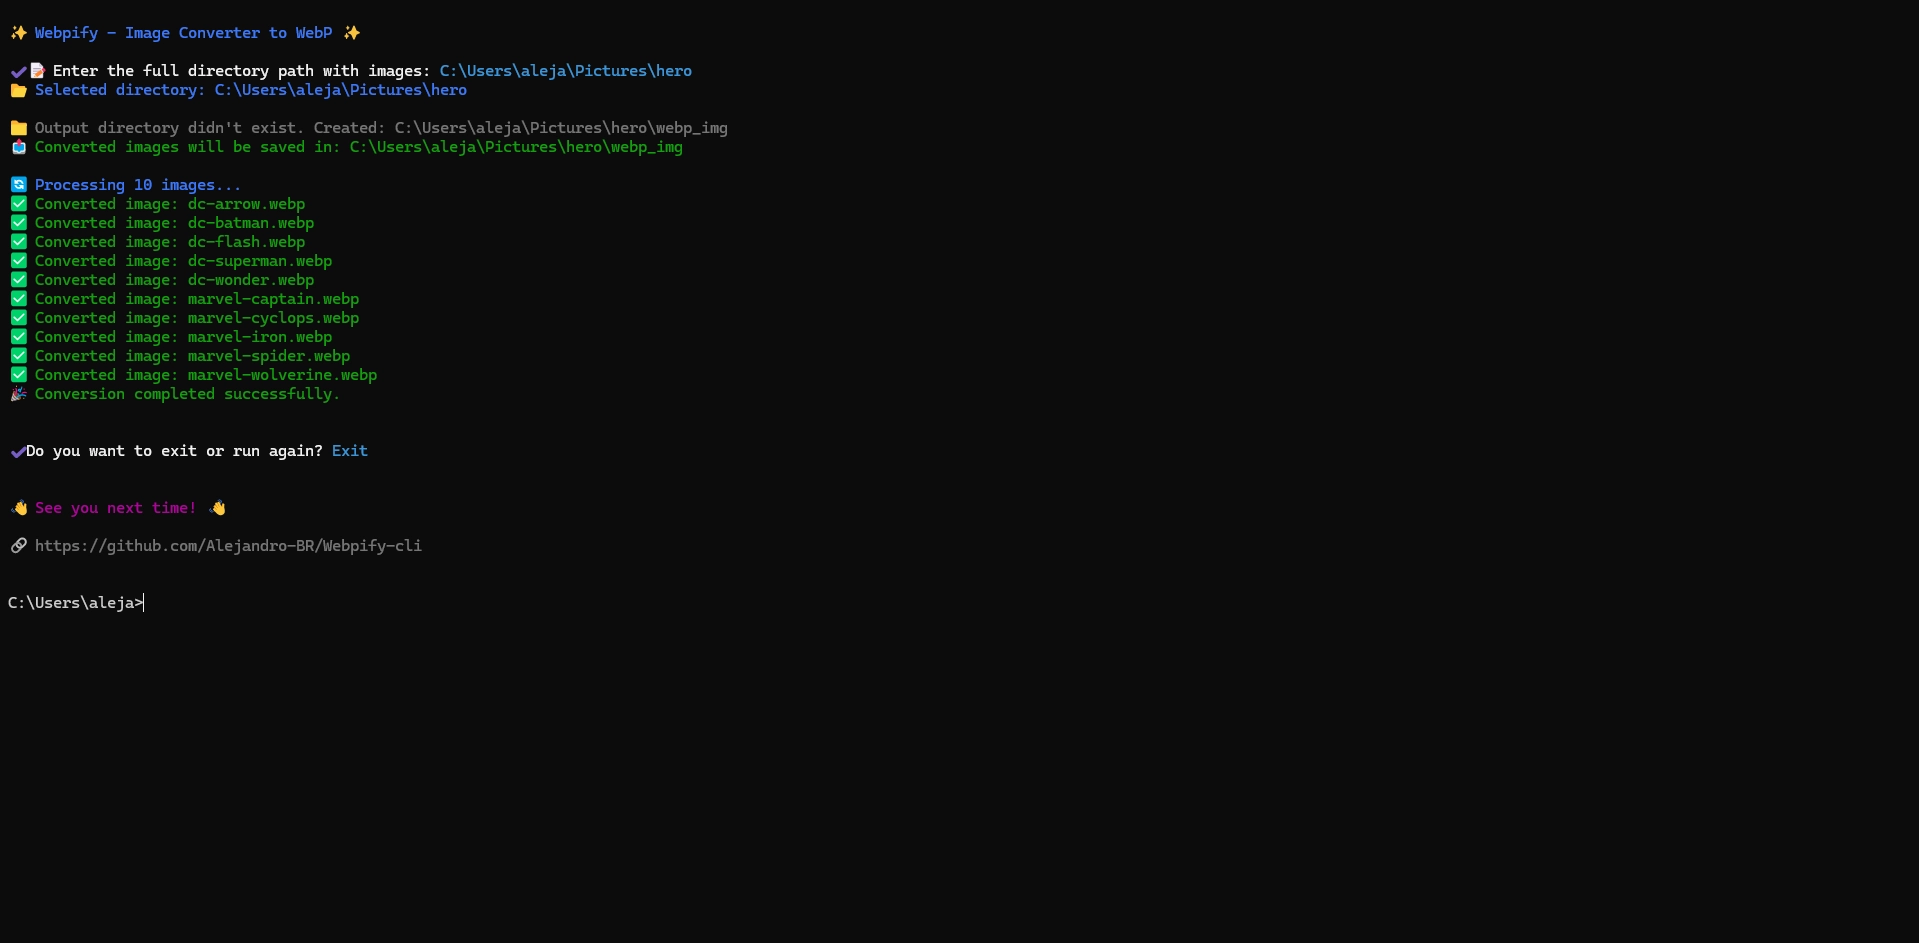 ✨ Webpify - Image Converter to WebP ✨
✔📝 Enter the full directory path with images: C:\Users\aleja\Pictures\hero
📂 Selected directory: C:\Users\aleja\Pictures\hero
📁 Output directory didn't exist. Created: C:\Users\aleja\Pictures\hero\webp_img
📤 Converted images will be saved in: C:\Users\aleja\Pictures\hero\webp_img
🔄 Processing 10 images...
✅ Converted image: dc-arrow.webp
✅ Converted image: dc-batman.webp
✅ Converted image: dc-flash.webp
✅ Converted image: dc-superman.webp
✅ Converted image: dc-wonder.webp
✅ Converted image: marvel-captain.webp
✅ Converted image: marvel-cyclops.webp
✅ Converted image: marvel-iron.webp
✅ Converted image: marvel-spider.webp
✅ Converted image: marvel-wolverine.webp
🎉 Conversion completed successfully.
✔Do you want to exit or run again? Exit
👋 See you next time! 👋
🔗 https://github.com/Alejandro-BR/Webpify-cli
C:\Users\aleja>